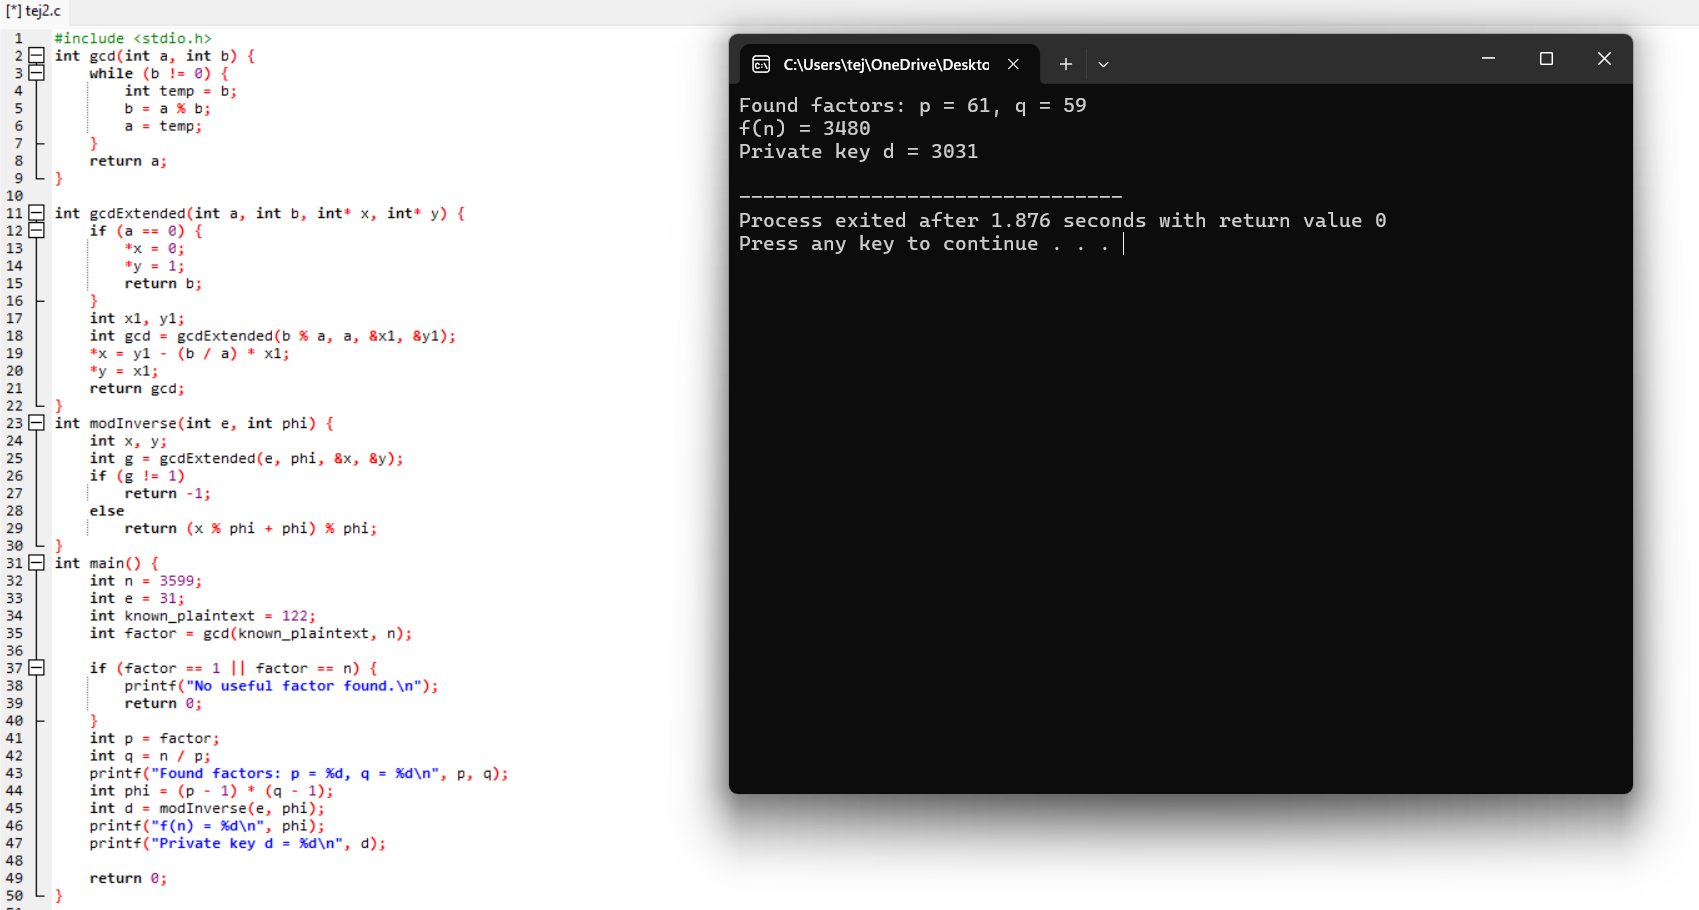 [*] tej2.c
1 #include <stdio.h>
2 int gcd(int a, int b) {
3     while (b != 0) {
4         int temp = b;
5         b = a % b;
6         a = temp;
7     }
8     return a;
9 }
10
11 int gcdExtended(int a, int b, int* x, int* y) {
12     if (a == 0) {
13         *x = 0;
14         *y = 1;
15         return b;
16     }
17     int x1, y1;
18     int gcd = gcdExtended(b % a, a, &x1, &y1);
19     *x = y1 - (b / a) * x1;
20     *y = x1;
21     return gcd;
22 }
23 int modInverse(int e, int phi) {
24     int x, y;
25     int g = gcdExtended(e, phi, &x, &y);
26     if (g != 1)
27         return -1;
28     else
29         return (x % phi + phi) % phi;
30 }
31 int main() {
32     int n = 3599;
33     int e = 31;
34     int known_plaintext = 122;
35     int factor = gcd(known_plaintext, n);
36
37     if (factor == 1 || factor == n) {
38         printf("No useful factor found.\n");
39         return 0;
40     }
41     int p = factor;
42     int q = n / p;
43     printf("Found factors: p = %d, q = %d\n", p, q);
44     int phi = (p - 1) * (q - 1);
45     int d = modInverse(e, phi);
46     printf("f(n) = %d\n", phi);
47     printf("Private key d = %d\n", d);
48
49     return 0;
50 }
C:\Users\tej\OneDrive\Deskto
Found factors: p = 61, q = 59
f(n) = 3480
Private key d = 3031
--------------------------------
Process exited after 1.876 seconds with return value 0
Press any key to continue . . .